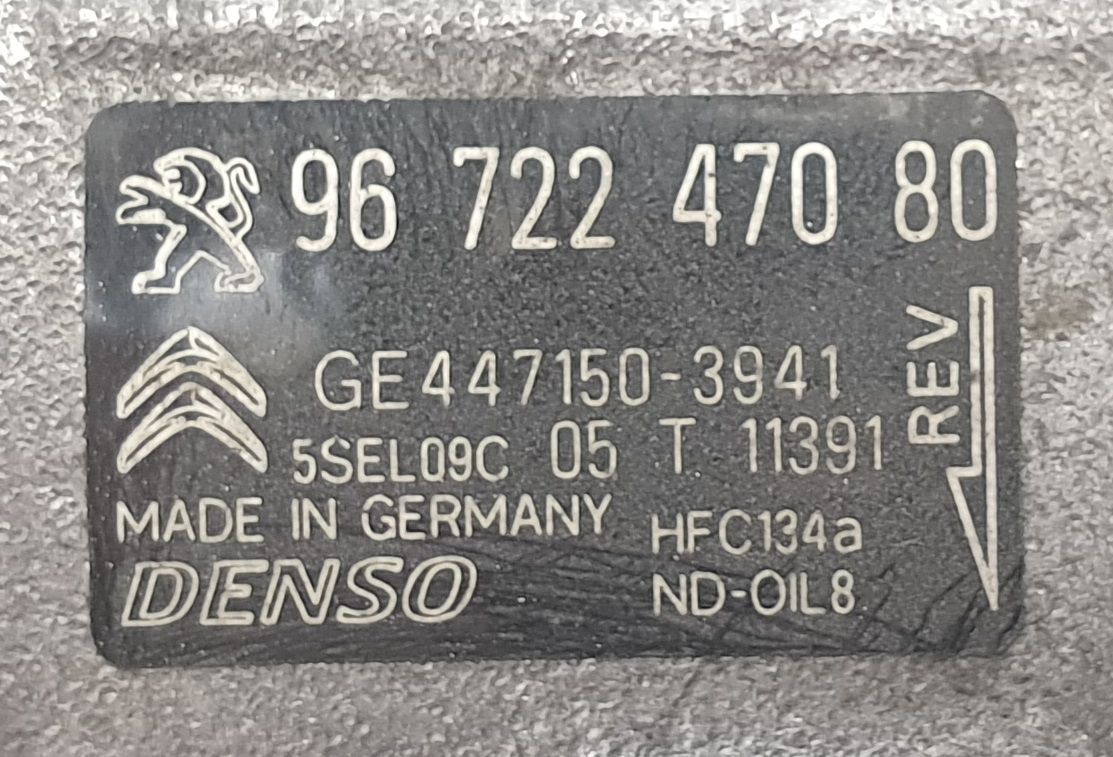 96 722 470 80
GE447150-3941
5SEL09C 05 T 11391
REV
MADE IN GERMANY HFC134a
DENSO ND-OIL8